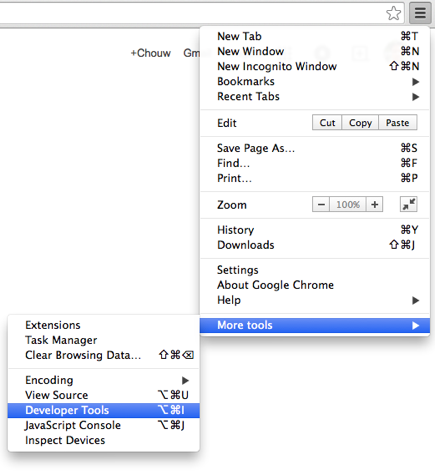 +Chouw Gm
New Tab ⌘T
New Window ⌘N
New Incognito Window ⇧⌘N
Bookmarks ▶
Recent Tabs ▶
Edit Cut Copy Paste
Save Page As... ⌘S
Find... ⌘F
Print... ⌘P
Zoom − 100% +
History ⌘Y
Downloads ⇧⌘J
Settings
About Google Chrome
Help ▶
More tools ▶
Extensions
Task Manager
Clear Browsing Data... ⇧⌘⌫
Encoding ▶
View Source ⌥⌘U
Developer Tools ⌥⌘I
JavaScript Console ⌥⌘J
Inspect Devices